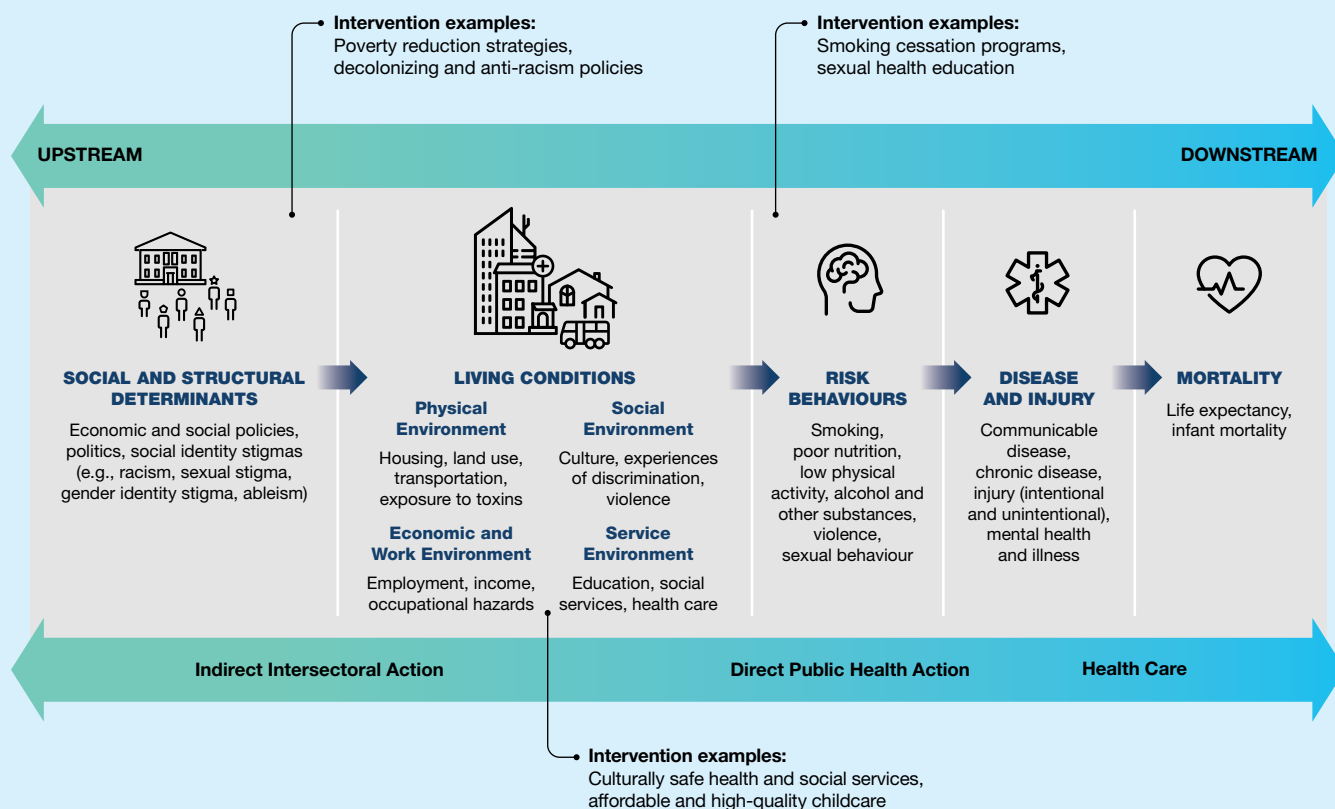 Intervention examples:
Poverty reduction strategies,
decolonizing and anti-racism policies
Intervention examples:
Smoking cessation programs,
sexual health education
UPSTREAM
DOWNSTREAM
SOCIAL AND STRUCTURAL
DETERMINANTS
Economic and social policies,
politics, social identity stigmas
(e.g., racism, sexual stigma,
gender identity stigma, ableism)
LIVING CONDITIONS
Physical
Environment
Housing, land use,
transportation,
exposure to toxins
Social
Environment
Culture, experiences
of discrimination,
violence
Economic and
Work Environment
Employment, income,
occupational hazards
Service
Environment
Education, social
services, health care
RISK
BEHAVIOURS
Smoking,
poor nutrition,
low physical
activity, alcohol and
other substances,
violence,
sexual behaviour
DISEASE
AND INJURY
Communicable
disease,
chronic disease,
injury (intentional
and unintentional),
mental health
and illness
MORTALITY
Life expectancy,
infant mortality
Indirect Intersectoral Action
Direct Public Health Action
Health Care
Intervention examples:
Culturally safe health and social services,
affordable and high-quality childcare